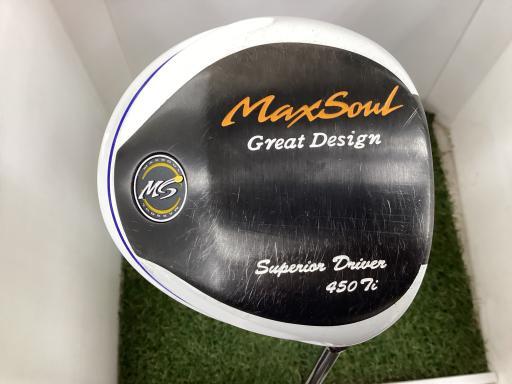 MaxSoul
Great Design
MS
Superior Driver
450 Ti